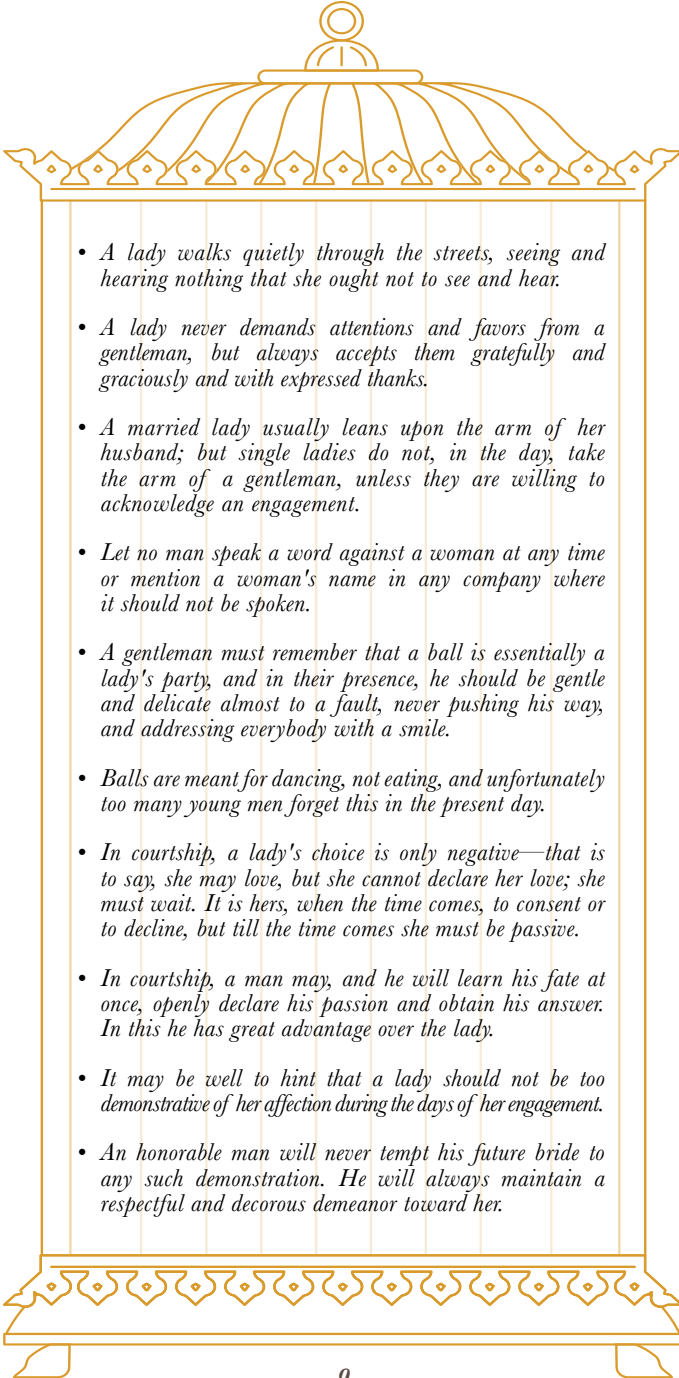 • A lady walks quietly through the streets, seeing and
hearing nothing that she ought not to see and hear.
• A lady never demands attentions and favors from a
gentleman, but always accepts them gratefully and
graciously and with expressed thanks.
• A married lady usually leans upon the arm of her
husband; but single ladies do not, in the day, take
the arm of a gentleman, unless they are willing to
acknowledge an engagement.
• Let no man speak a word against a woman at any time
or mention a woman's name in any company where
it should not be spoken.
• A gentleman must remember that a ball is essentially a
lady's party, and in their presence, he should be gentle
and delicate almost to a fault, never pushing his way,
and addressing everybody with a smile.
• Balls are meant for dancing, not eating, and unfortunately
too many young men forget this in the present day.
• In courtship, a lady's choice is only negative—that is
to say, she may love, but she cannot declare her love; she
must wait. It is hers, when the time comes, to consent or
to decline, but till the time comes she must be passive.
• In courtship, a man may, and he will learn his fate at
once, openly declare his passion and obtain his answer.
In this he has great advantage over the lady.
• It may be well to hint that a lady should not be too
demonstrative of her affection during the days of her engagement.
• An honorable man will never tempt his future bride to
any such demonstration. He will always maintain a
respectful and decorous demeanor toward her.